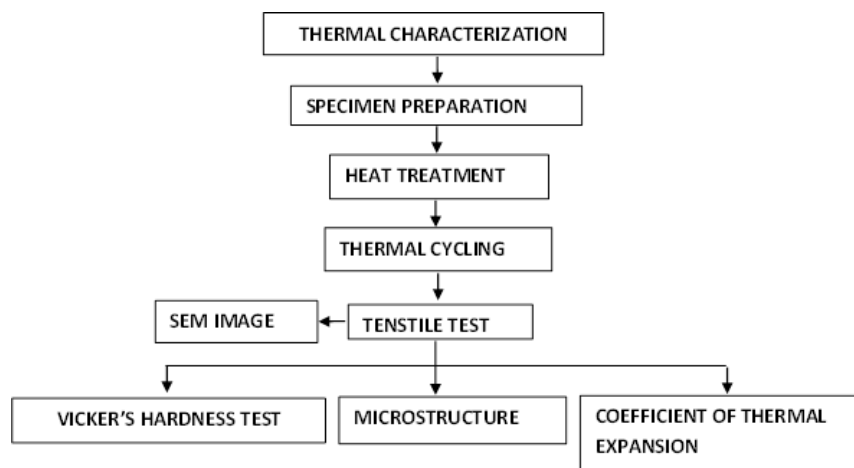 THERMAL CHARACTERIZATION
SPECIMEN PREPARATION
HEAT TREATMENT
THERMAL CYCLING
SEM IMAGE
TENSTILE TEST
VICKER'S HARDNESS TEST
MICROSTRUCTURE
COEFFICIENT OF THERMAL
EXPANSION